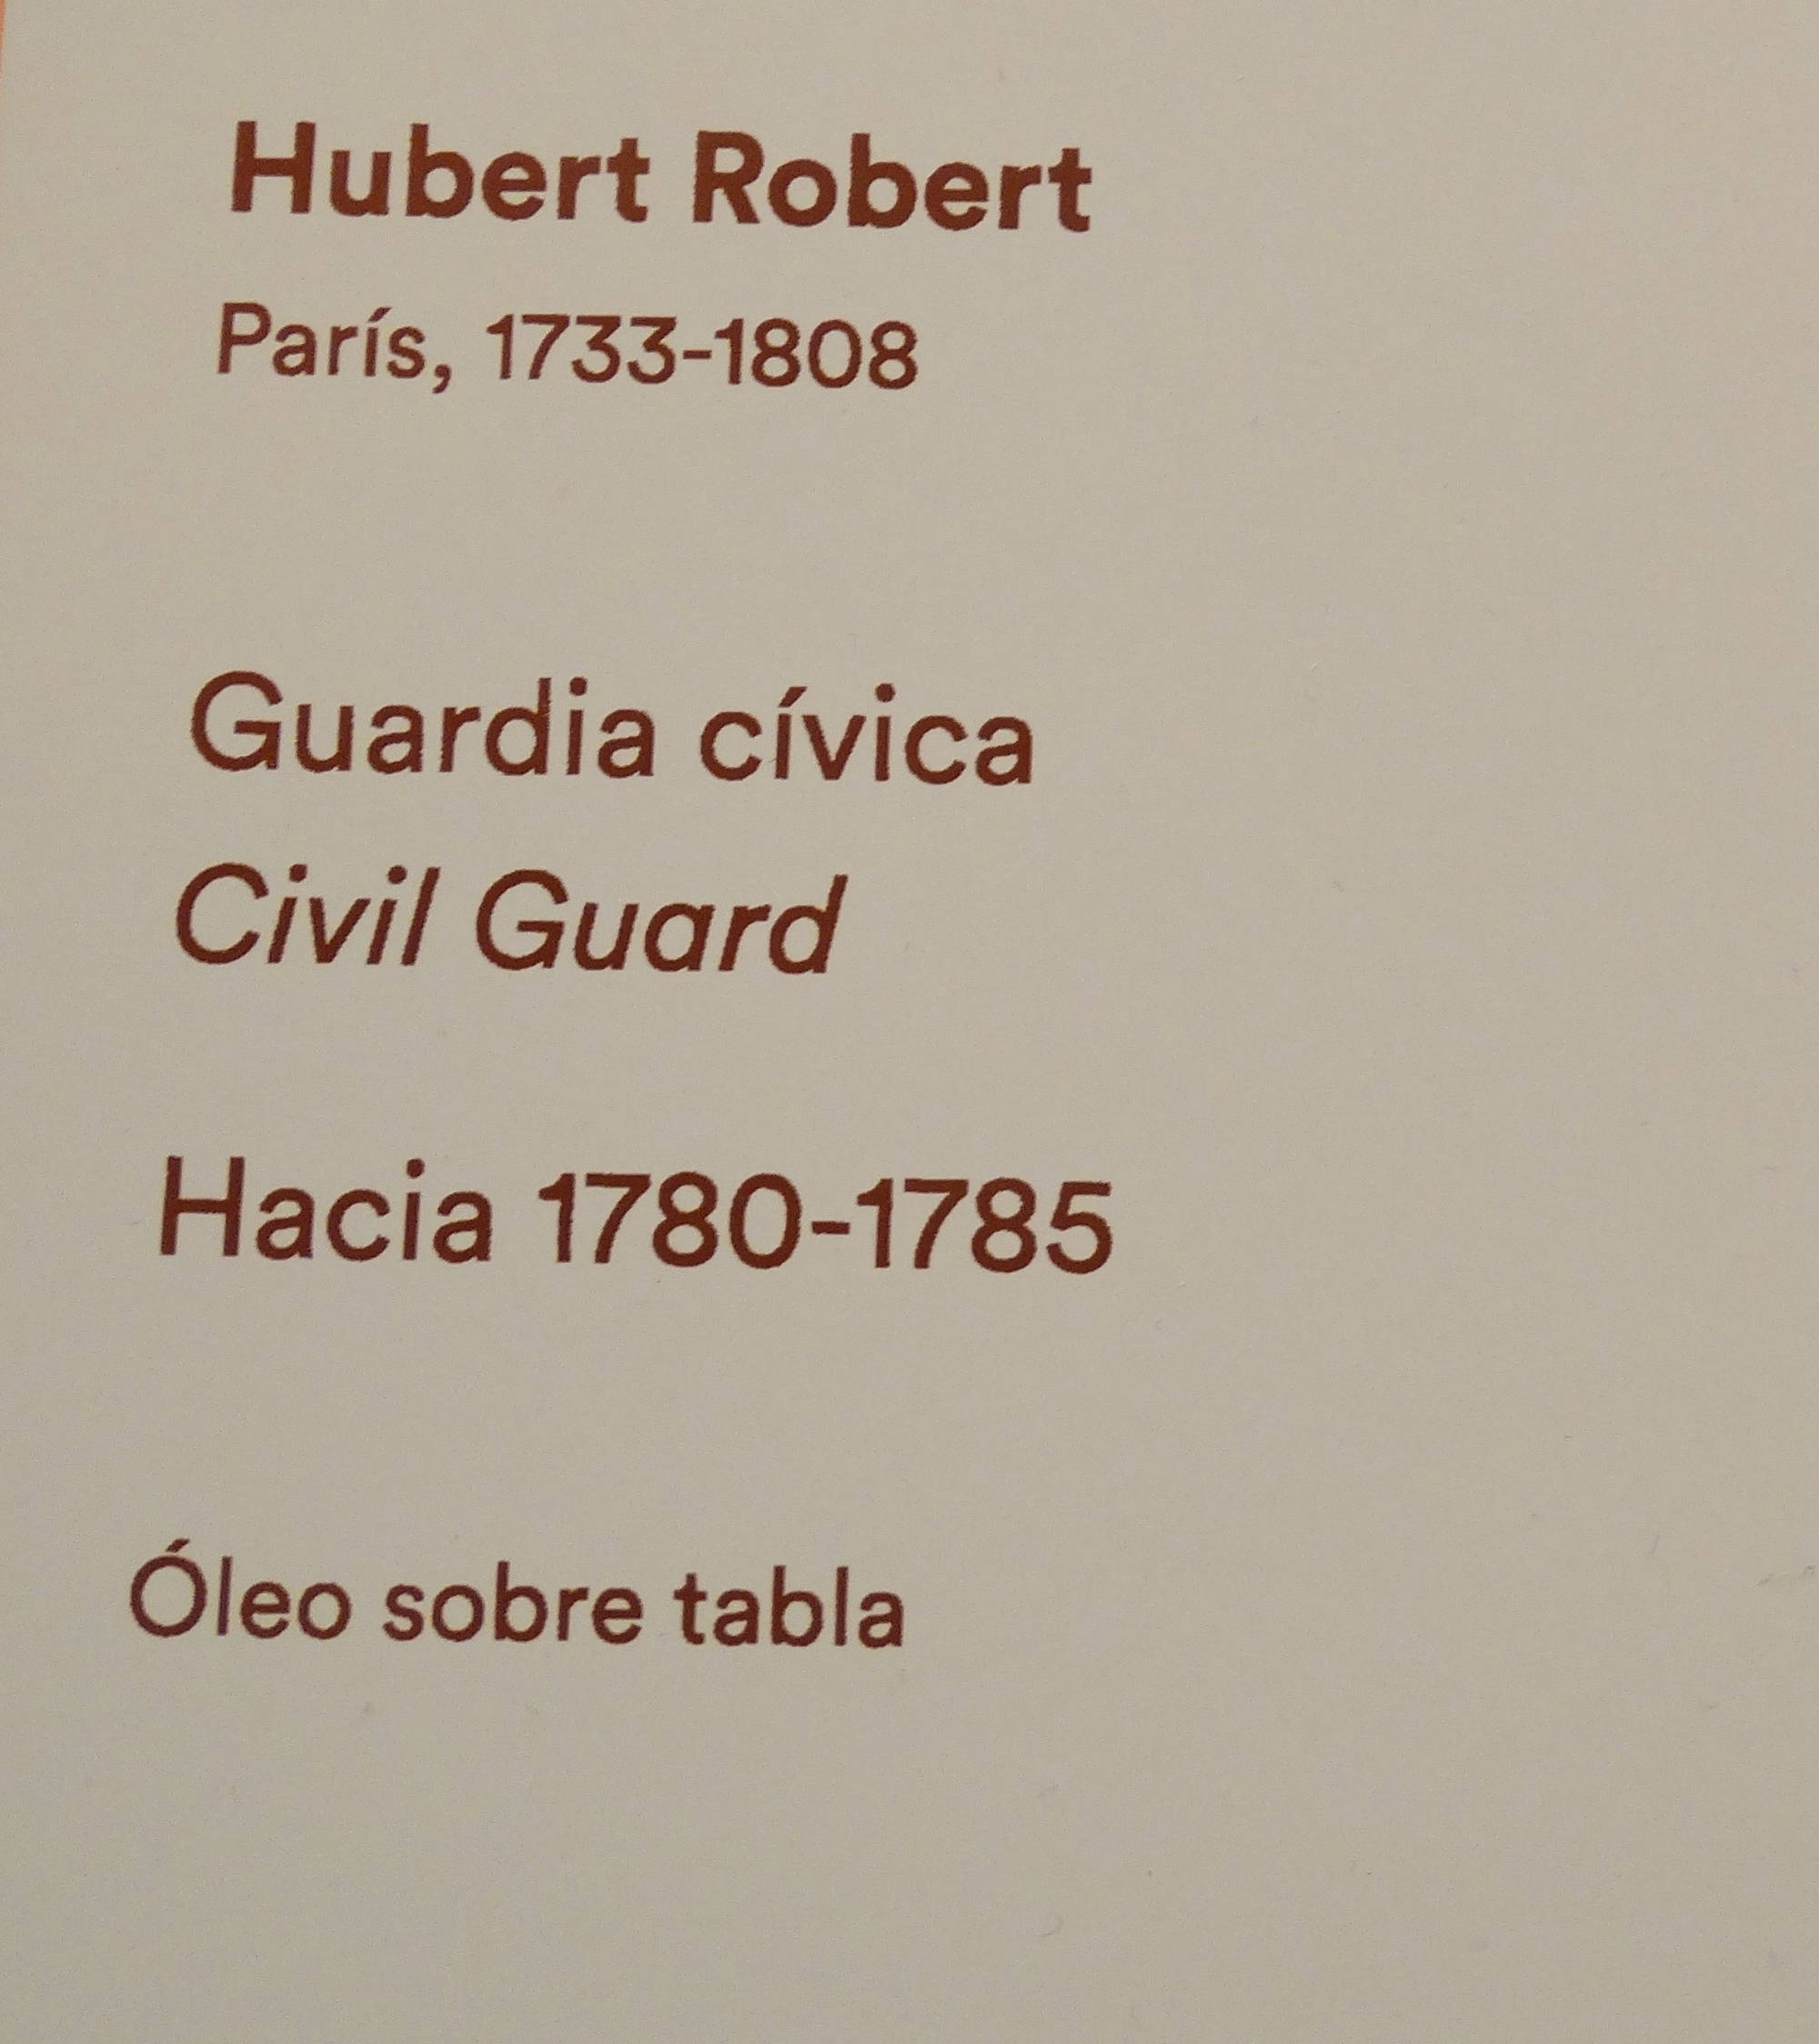 Hubert Robert
París, 1733-1808
Guardia cívica
Civil Guard
Hacia 1780-1785
Óleo sobre tabla